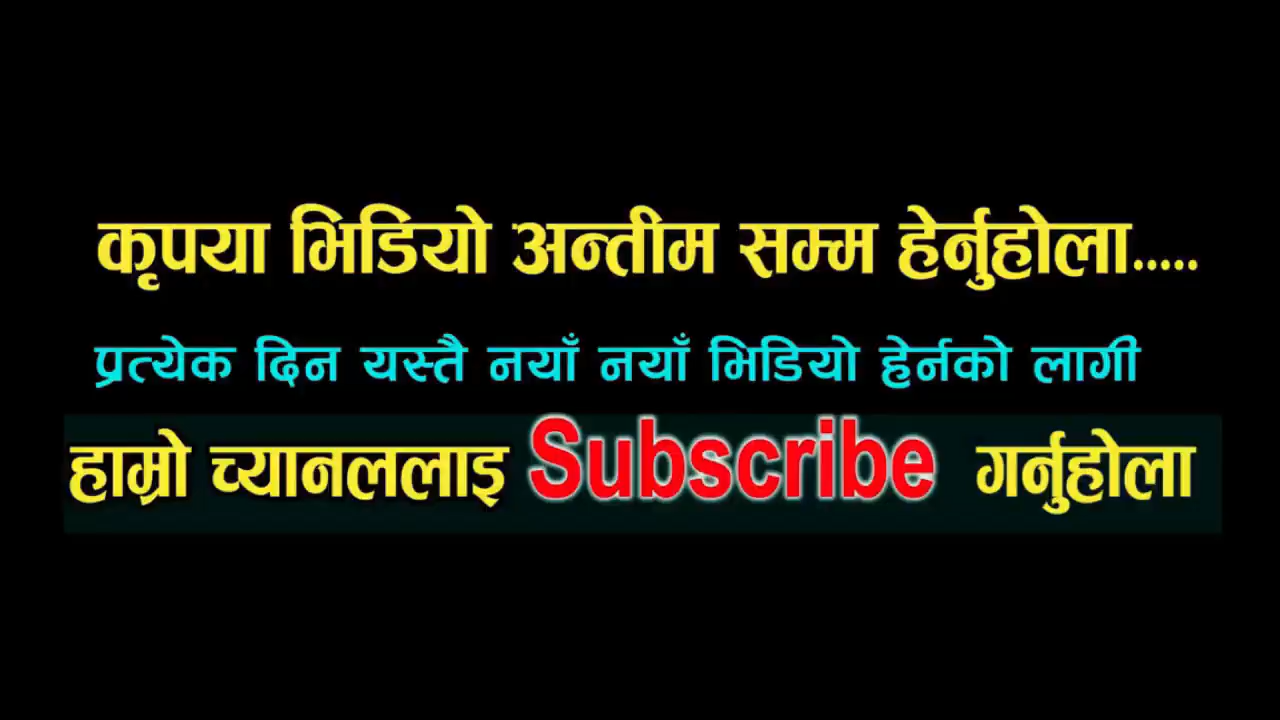 कृपया भिडियो अन्तीम सम्म हेर्नुहोला.....
प्रत्येक दिन यस्तै नयाँ नयाँ भिडियो हेर्नको लागी
हाम्रो च्यानललाइ Subscribe गर्नुहोला